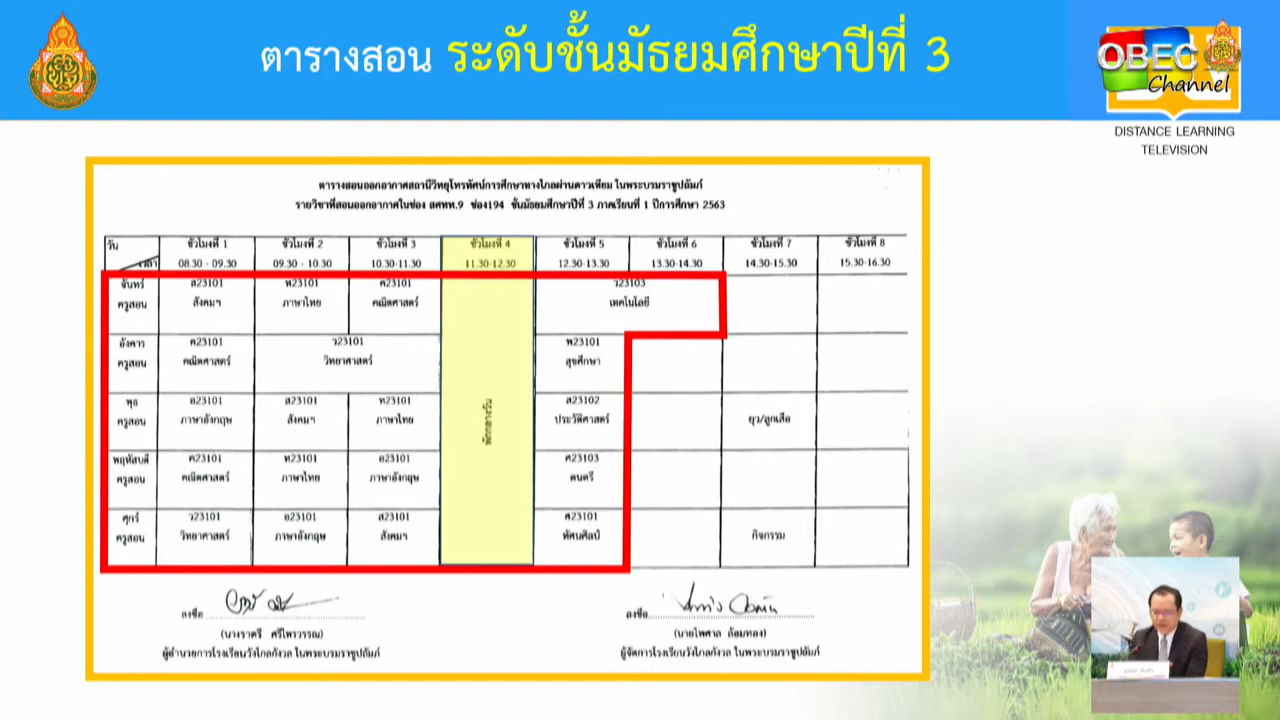 ตารางสอน ระดับชั้นมัธยมศึกษาปีที่ 3
OBEC
Channel
DISTANCE LEARNING
TELEVISION
ตารางสอนออกอากาศสถานีวิทยุโทรทัศน์การศึกษาทางไกลผ่านดาวเทียม ในพระบรมราชูปถัมภ์
รายวิชาที่สอนออกอากาศในช่อง สศทท.9 ช่อง194 ชั้นมัธยมศึกษาปีที่ 3 ภาคเรียนที่ 1 ปีการศึกษา 2563
วัน ชั่วโมงที่ 1 ชั่วโมงที่ 2 ชั่วโมงที่ 3 ชั่วโมงที่ 4 ชั่วโมงที่ 5 ชั่วโมงที่ 6 ชั่วโมงที่ 7 ชั่วโมงที่ 8
เวลา 08.30 - 09.30 09.30 - 10.30 10.30-11.30 11.30-12.30 12.30-13.30 13.30-14.30 14.30-15.30 15.30-16.30
จันทร์ ส23101 ท23101 ค23101 ว23103
ครูสอน สังคมฯ ภาษาไทย คณิตศาสตร์ เทคโนโลยี
อังคาร ค23101 ว23101 พ23101
ครูสอน คณิตศาสตร์ วิทยาศาสตร์ สุขศึกษา
พุธ อ23101 ส23101 ท23101 ส23102
ครูสอน ภาษาอังกฤษ สังคมฯ ภาษาไทย พักกลางวัน ประวัติศาสตร์ ยุว/ลูกเสือ
พฤหัสบดี ค23101 ท23101 อ23101 ศ23103
ครูสอน คณิตศาสตร์ ภาษาไทย ภาษาอังกฤษ ดนตรี
ศุกร์ ว23101 อ23101 ส23101 ศ23101
ครูสอน วิทยาศาสตร์ ภาษาอังกฤษ สังคมฯ ทัศนศิลป์ กิจกรรม
ลงชื่อ ลงชื่อ
(นางราตรี ศรีไพรวรรณ) (นายไพศาล ล้อมทอง)
ผู้อำนวยการโรงเรียนวังไกลกังวล ในพระบรมราชูปถัมภ์ ผู้จัดการโรงเรียนวังไกลกังวล ในพระบรมราชูปถัมภ์